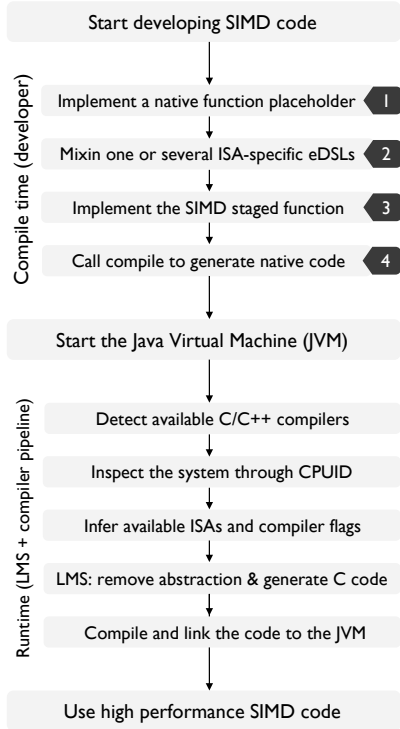 Start developing SIMD code
Compile time (developer)
Implement a native function placeholder 1
Mixin one or several ISA-specific eDSLs 2
Implement the SIMD staged function 3
Call compile to generate native code 4
Start the Java Virtual Machine (JVM)
Runtime (LMS + compiler pipeline)
Detect available C/C++ compilers
Inspect the system through CPUID
Infer available ISAs and compiler flags
LMS: remove abstraction & generate C code
Compile and link the code to the JVM
Use high performance SIMD code